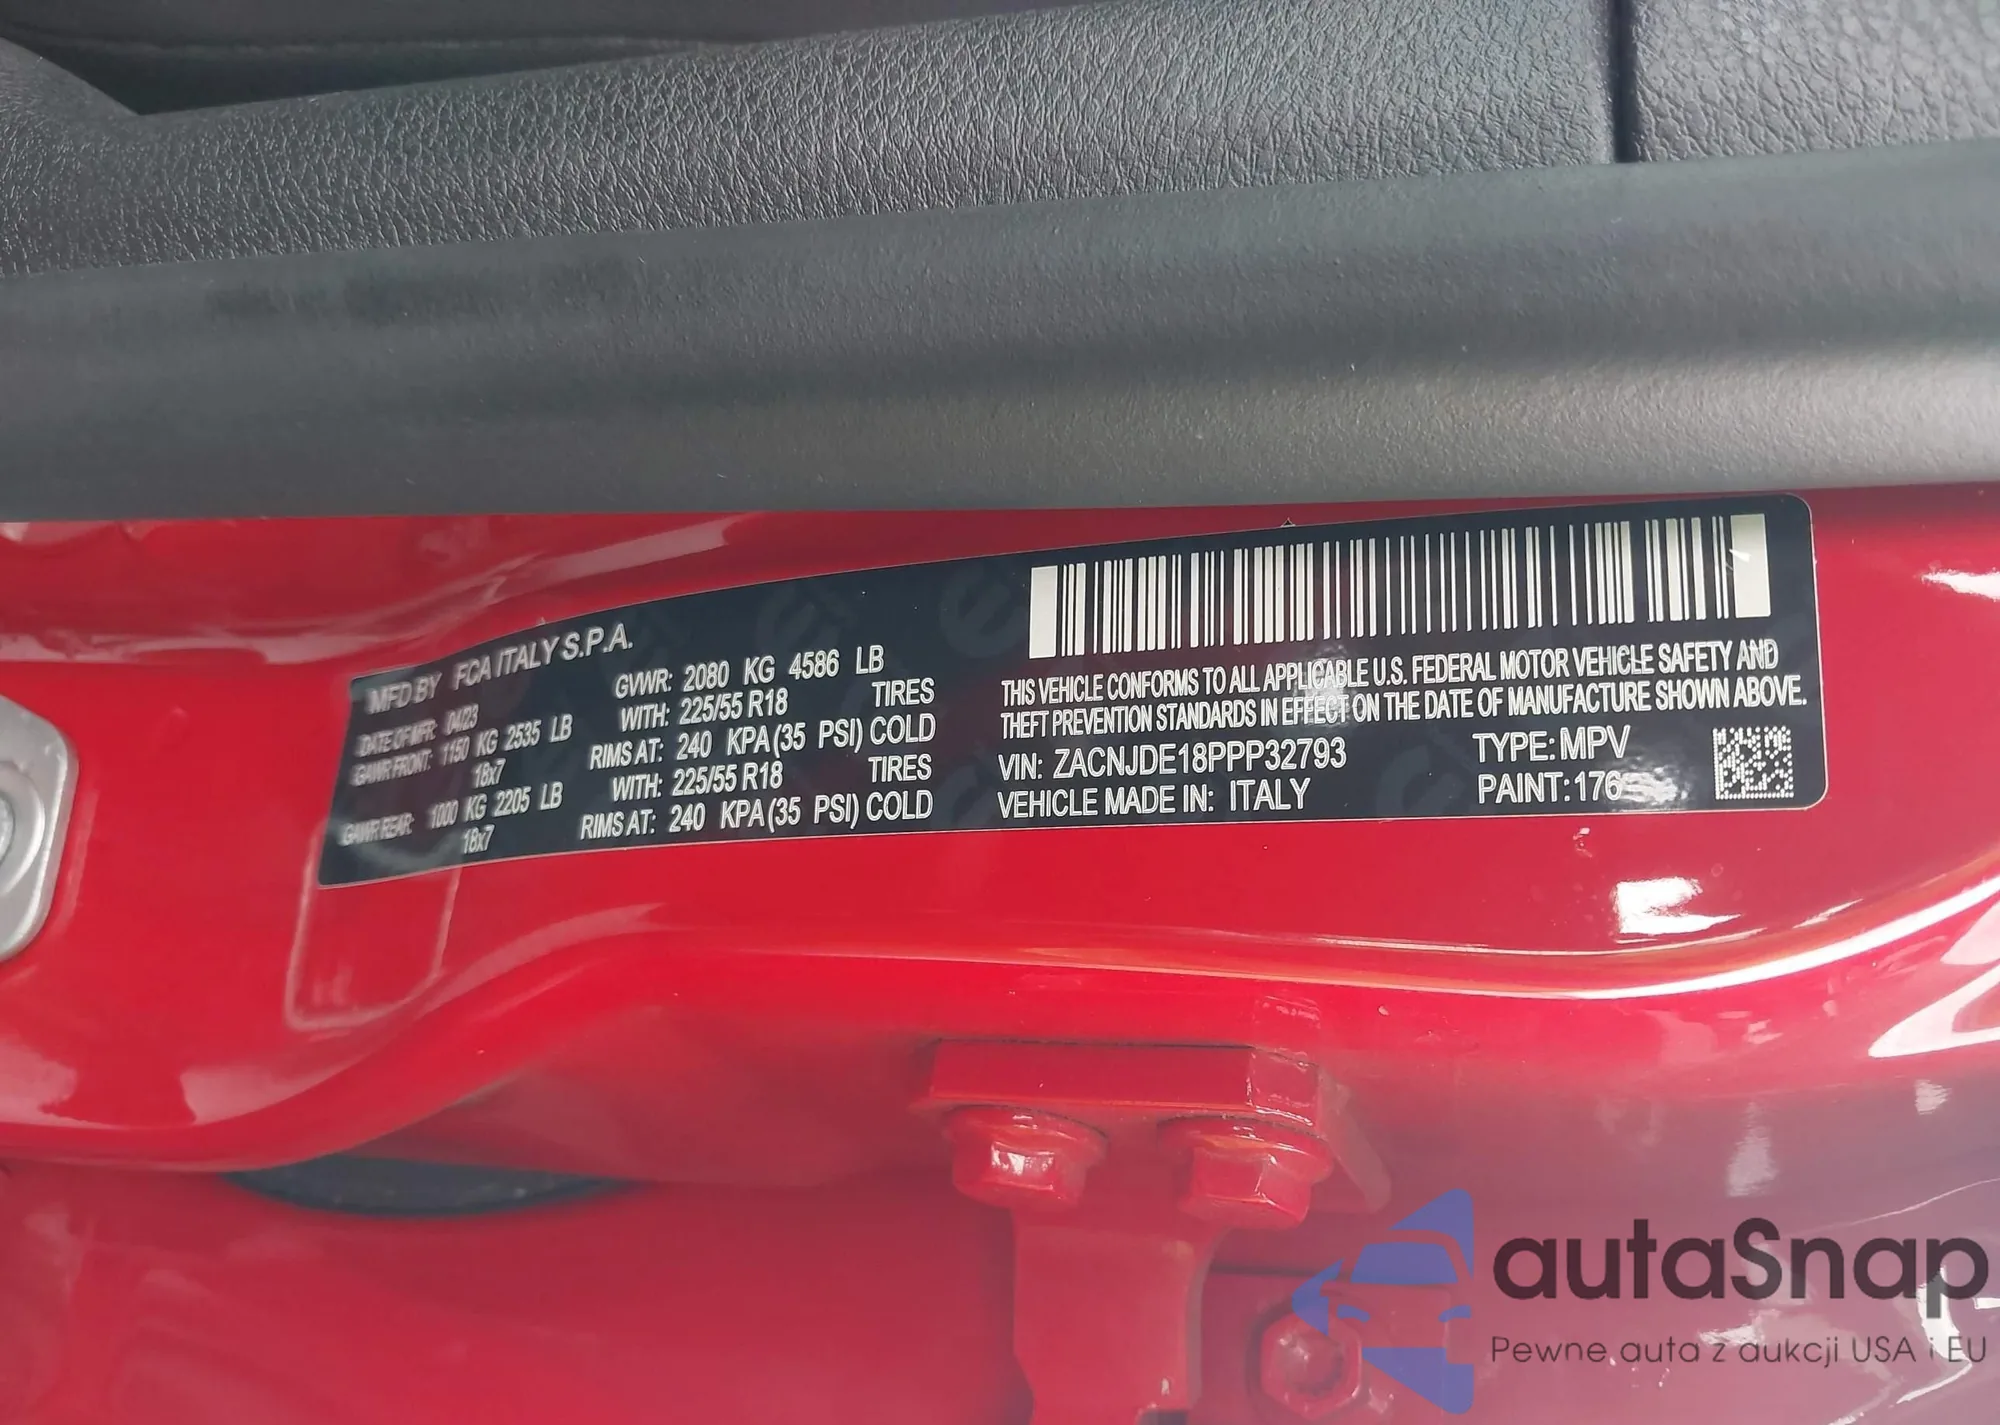 MFD BY FCA ITALY S.P.A.
DATE OF MFR: 04/23 GVWR: 2080 KG 4586 LB
GAWR FRONT: 1150 KG 2535 LB WITH: 225/55 R18 TIRES
18x7 RIMS AT: 240 KPA (35 PSI) COLD
GAWR REAR: 1000 KG 2205 LB WITH: 225/55 R18 TIRES
18x7 RIMS AT: 240 KPA (35 PSI) COLD
THIS VEHICLE CONFORMS TO ALL APPLICABLE U.S. FEDERAL MOTOR VEHICLE SAFETY AND
THEFT PREVENTION STANDARDS IN EFFECT ON THE DATE OF MANUFACTURE SHOWN ABOVE.
VIN: ZACNJDE18PPP32793 TYPE: MPV
VEHICLE MADE IN: ITALY PAINT: 176
autaSnap
Pewne auta z aukcji USA i EU